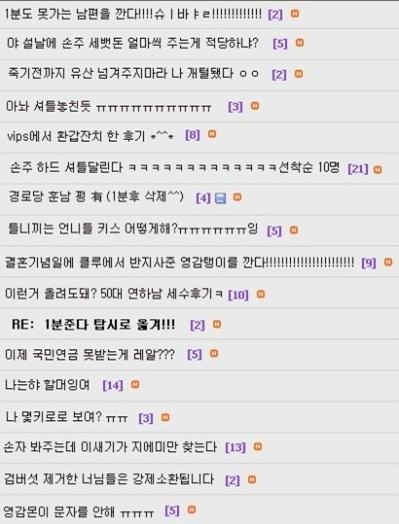 1분도 못가는 남편을 깐다!!!!슈ㅣ바ㅑㄹ!!!!!!!!!!!!! [2] N
야 설날에 손주 세뱃돈 얼마씩 주는게 적당하냐? [5] N
죽기전까지 유산 넘겨주지마라 나 개털됐다 ㅇㅇ [2] N
아놔 셔틀놓친듯 ㅠㅠㅠㅠㅠㅠㅠㅠㅠㅠ [3] N
vips에서 환갑잔치 한 후기 *^^* [8] N
손주 하드 셔틀달린다 ㅋㅋㅋㅋㅋㅋㅋㅋㅋㅋㅋㅋㅋ선착순 10명 [21] N
경로당 훈남 평 有 (1분후 삭제^^) [4] N
틀니끼는 언니들 키스 어떻게해?ㅠㅠㅠㅠㅠㅠ잉 [5] N
결혼기념일에 클루에서 반지사준 영감탱이를 깐다!!!!!!!!!!!!!!!!!!!!!!!! [9] N
이런거 올려도돼? 50대 연하남 세수후기ㅋ [10] N
RE: 1분준다 탑시로 옯겨!!! [2] N
이제 국민연금 못받는게 레알??? [5] N
나는햐 할머잉여 [14] N
나 몇키로로 보여? ㅠㅠ [3] N
손자 봐주는데 이새기가 지에미만 찾는다 [13] N
검버섯 제거한 너님들은 강제소환됩니다 [2] N
영감몬이 문자를 안해 ㅠㅠㅠ [5] N